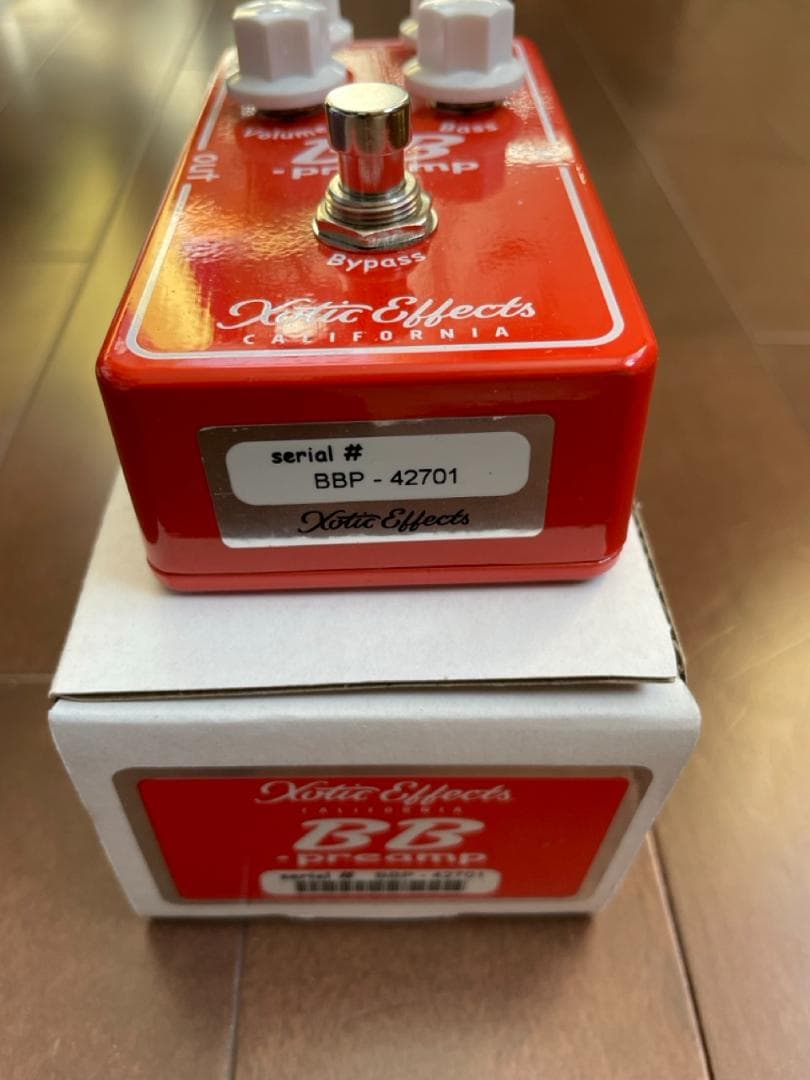 Volume Bass
BB
-preamp
OUT
Bypass
Xotic Effects
CALIFORNIA
serial #
BBP - 42701
Xotic Effects
Xotic Effects
CALIFORNIA
BB
-preamp
serial # BBP - 42701